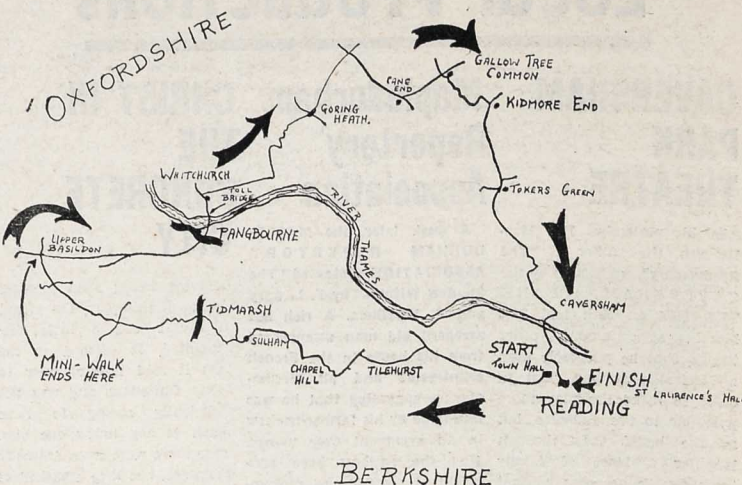 OXFORDSHIRE
GALLOW TREE
COMMON
CANE
END
KIDMORE END
GORING
HEATH.
WHITCHURCH
TOLL
BRIDGE
TOKERS GREEN
RIVER
THAMES
PANGBOURNE
UPPER
BASILDON
CAVERSHAM
TIDMARSH
SULHAM
MINI-WALK
ENDS HERE
CHAPEL
HILL
TILEHURST
START
TOWN HALL
FINISH
ST LAURENCE'S HALL
READING
BERKSHIRE